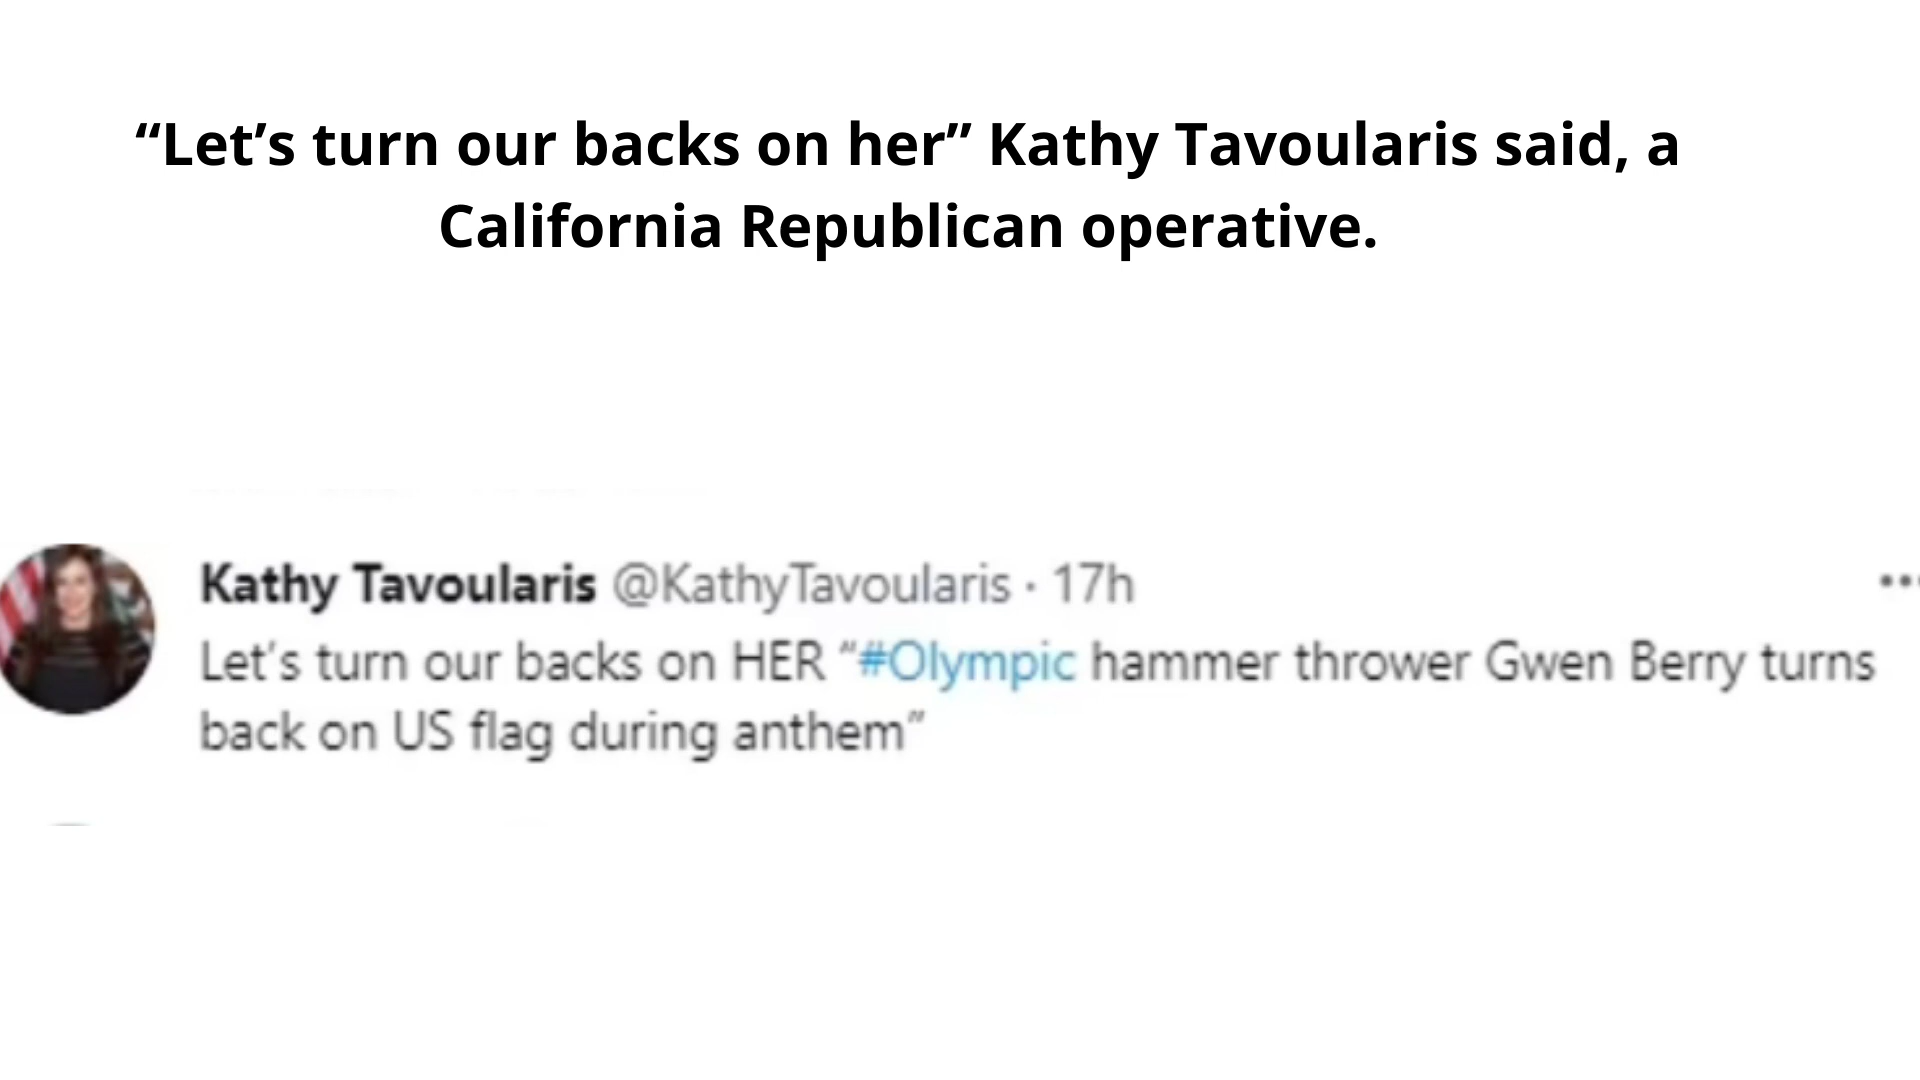 “Let’s turn our backs on her” Kathy Tavoularis said, a
California Republican operative.
Kathy Tavoularis @KathyTavoularis · 17h
Let's turn our backs on HER “#Olympic hammer thrower Gwen Berry turns
back on US flag during anthem”